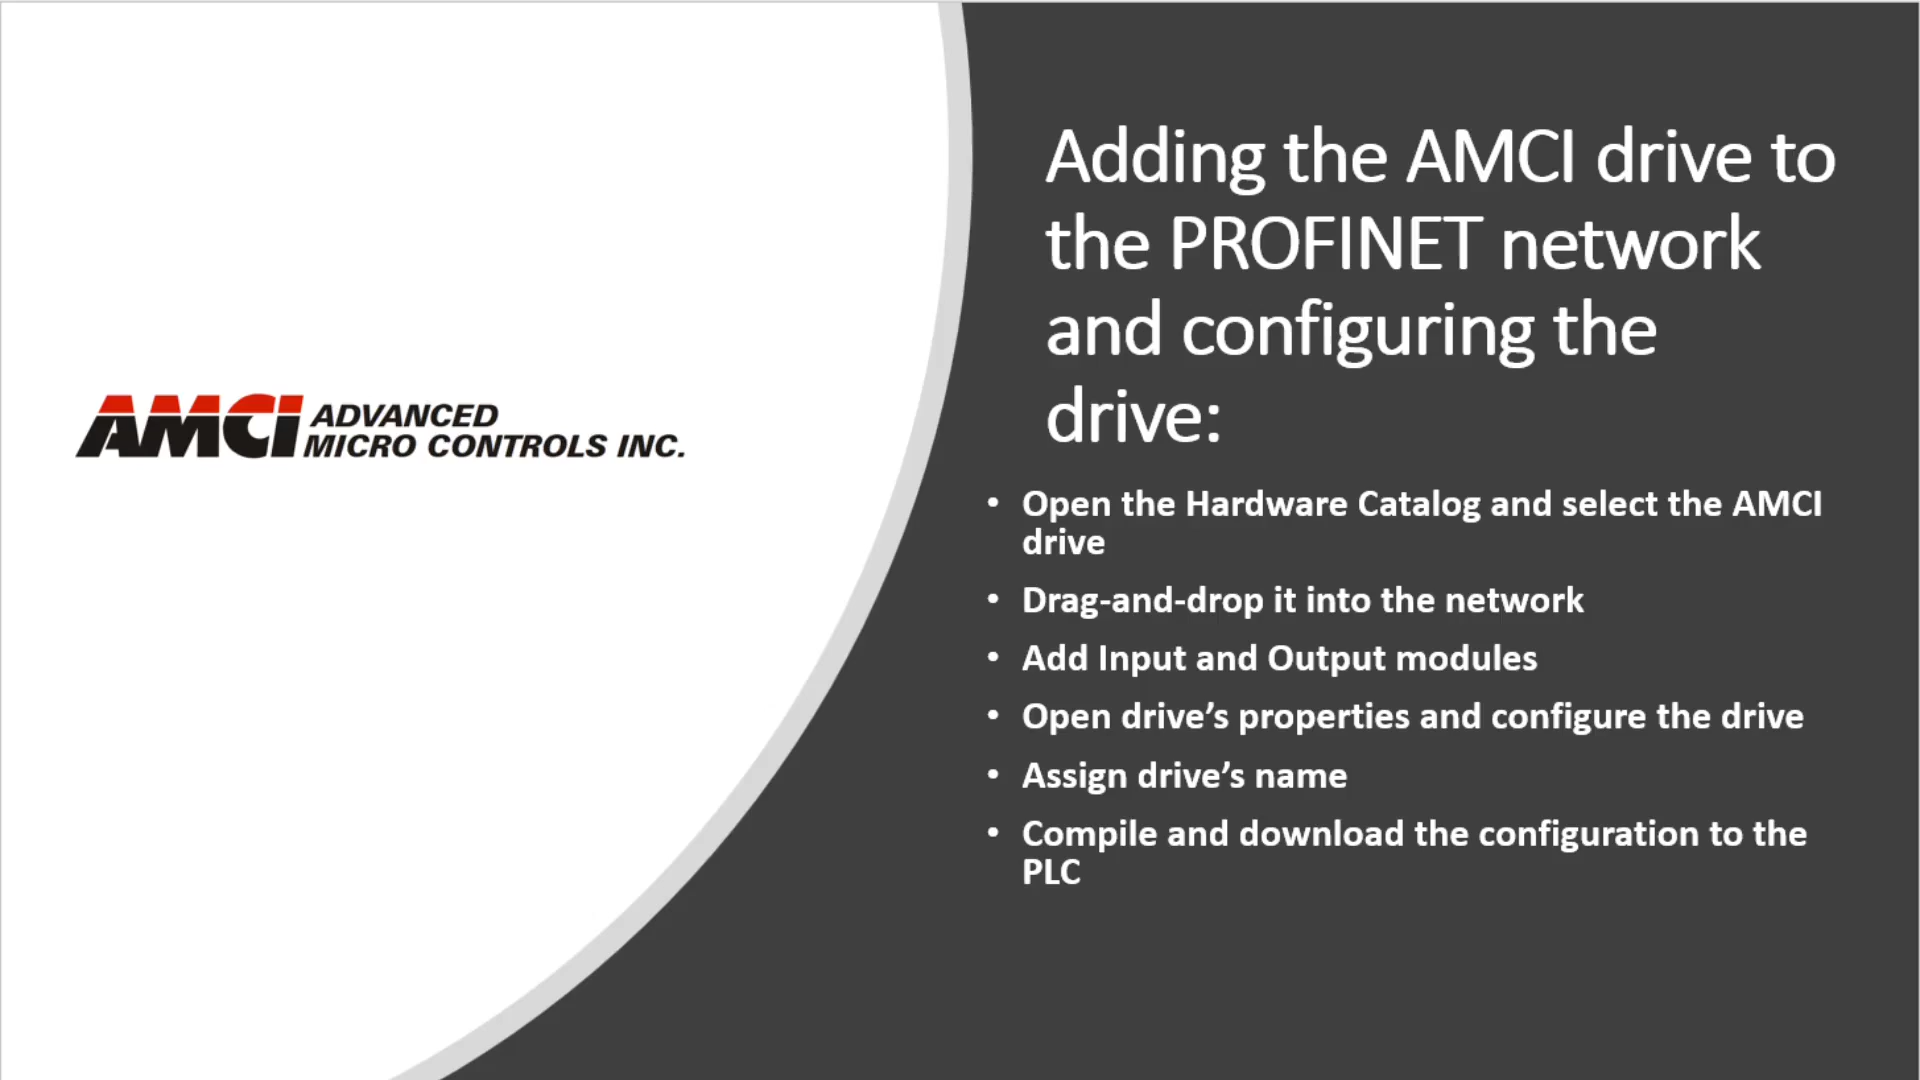 AMCI ADVANCED
MICRO CONTROLS INC.
Adding the AMCI drive to
the PROFINET network
and configuring the
drive:
• Open the Hardware Catalog and select the AMCI
drive
• Drag-and-drop it into the network
• Add Input and Output modules
• Open drive’s properties and configure the drive
• Assign drive’s name
• Compile and download the configuration to the
PLC